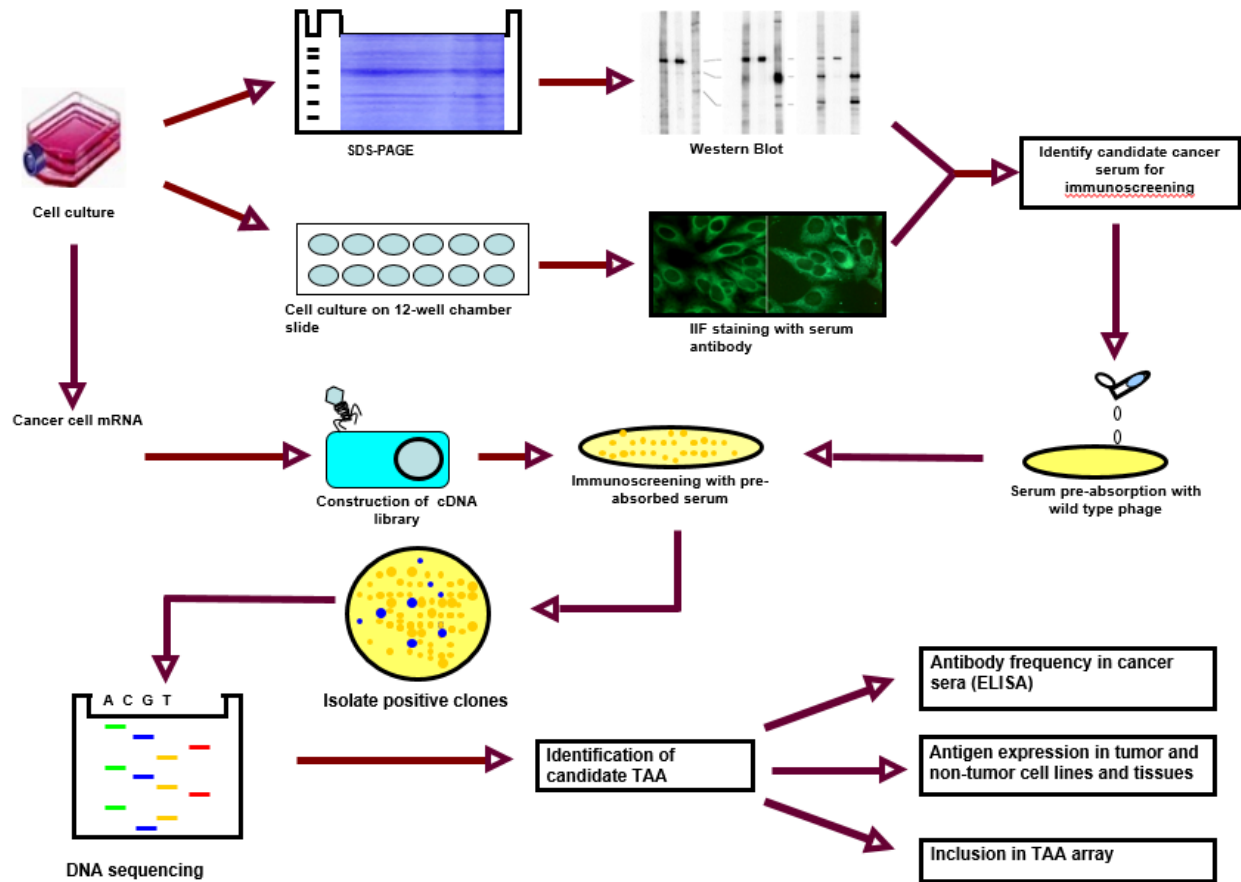 SDS-PAGE
Western Blot
Cell culture
Identify candidate cancer
serum for
immunoscreening
Cell culture on 12-well chamber
slide
IIF staining with serum
antibody
Cancer cell mRNA
Construction of cDNA
library
Immunoscreening with pre-
absorbed serum
Serum pre-absorption with
wild type phage
Isolate positive clones
A C G T
DNA sequencing
Identification of
candidate TAA
Antibody frequency in cancer
sera (ELISA)
Antigen expression in tumor and
non-tumor cell lines and tissues
Inclusion in TAA array